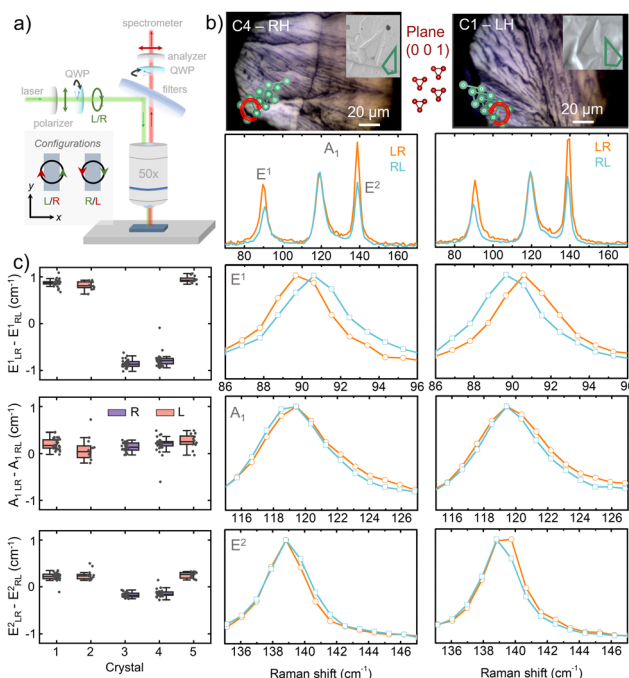 a)
spectrometer
analyzer
QWP
QWP
filters
laser
polarizer
L/R
Configurations
50x
y
x
L/R
R/L
b)
C4 – RH
20 μm
Plane
(0 0 1)
C1 – LH
20 μm
E¹
A₁
E²
LR
RL
80 100 120 140 160
LR
RL
80 100 120 140 160
c)
E¹LR - E¹RL (cm⁻¹)
1
0
-1
E¹
86 88 90 92 94 96
86 88 90 92 94 96
A₁ LR - A₁ RL (cm⁻¹)
1
0
-1
R
L
A₁
116 118 120 122 124 126
116 118 120 122 124 126
E²LR - E²RL (cm⁻¹)
1
0
-1
1 2 3 4 5
Crystal
E²
136 138 140 142 144 146
Raman shift (cm⁻¹)
136 138 140 142 144 146
Raman shift (cm⁻¹)